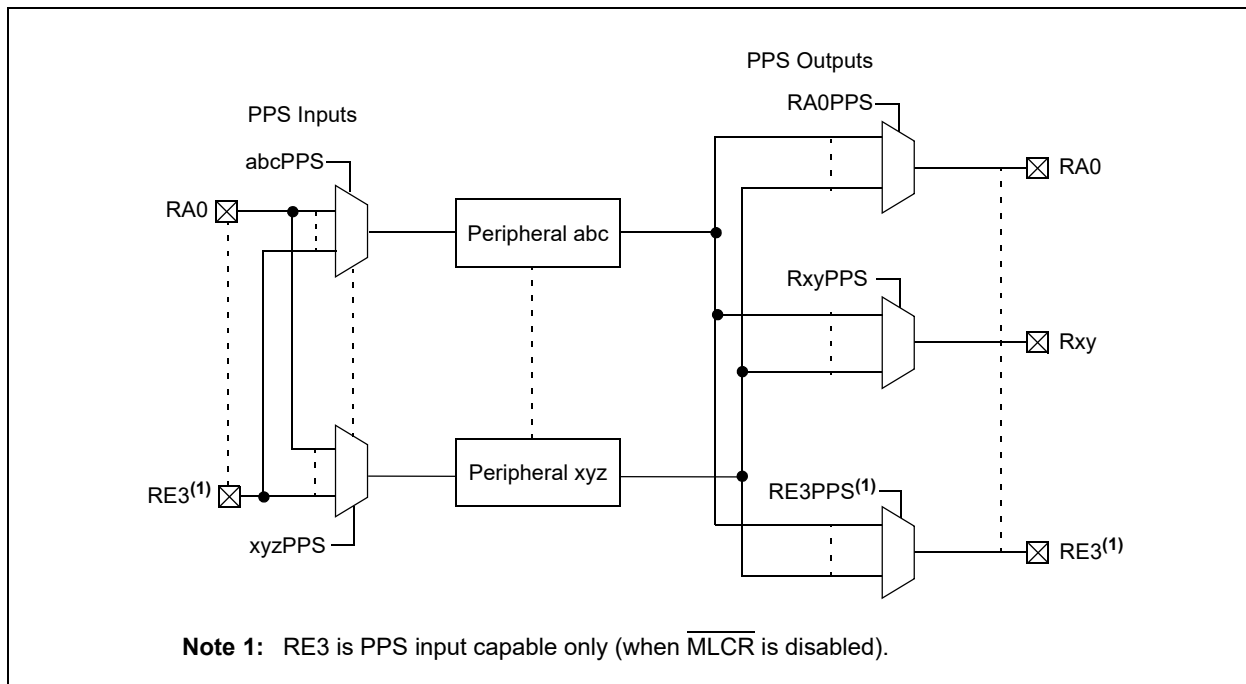 PPS Outputs
RA0PPS
PPS Inputs
abcPPS
RA0
RA0
Peripheral abc
RxyPPS
Rxy
Peripheral xyz
RE3(1)
RE3PPS(1)
xyzPPS
RE3(1)
Note 1: RE3 is PPS input capable only (when MLCR is disabled).